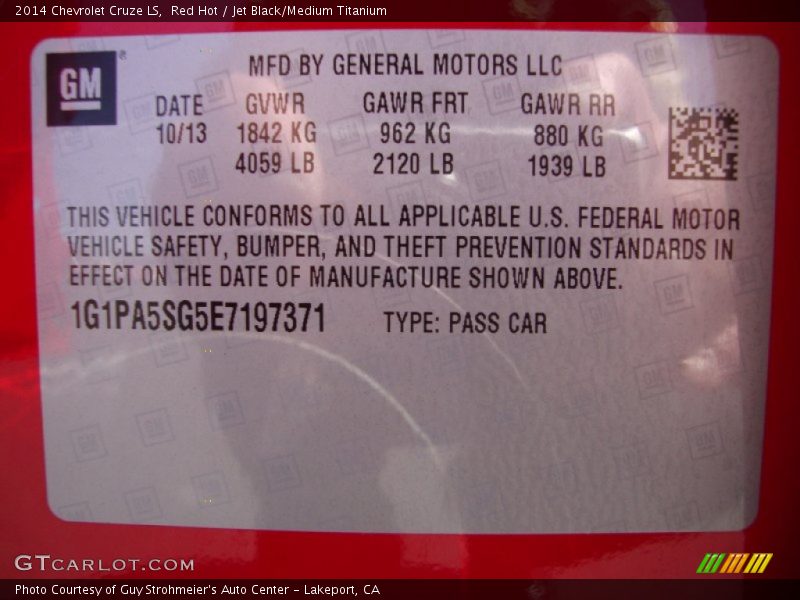 2014 Chevrolet Cruze LS,  Red Hot / Jet Black/Medium Titanium
GM
MFD BY GENERAL MOTORS LLC
DATE GVWR GAWR FRT GAWR RR
10/13 1842 KG 962 KG 880 KG
4059 LB 2120 LB 1939 LB
THIS VEHICLE CONFORMS TO ALL APPLICABLE U.S. FEDERAL MOTOR
VEHICLE SAFETY, BUMPER, AND THEFT PREVENTION STANDARDS IN
EFFECT ON THE DATE OF MANUFACTURE SHOWN ABOVE.
1G1PA5SG5E7197371 TYPE: PASS CAR
GTCARLOT.COM
Photo Courtesy of Guy Strohmeier's Auto Center - Lakeport, CA